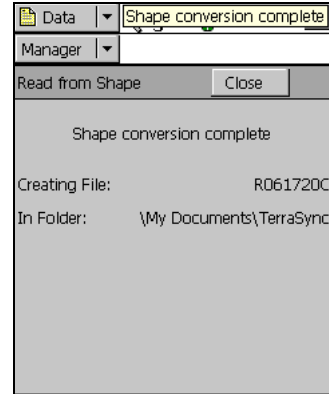 Data Shape conversion complete
Manager
Read from Shape Close
Shape conversion complete
Creating File: R061720C
In Folder: \My Documents\TerraSync